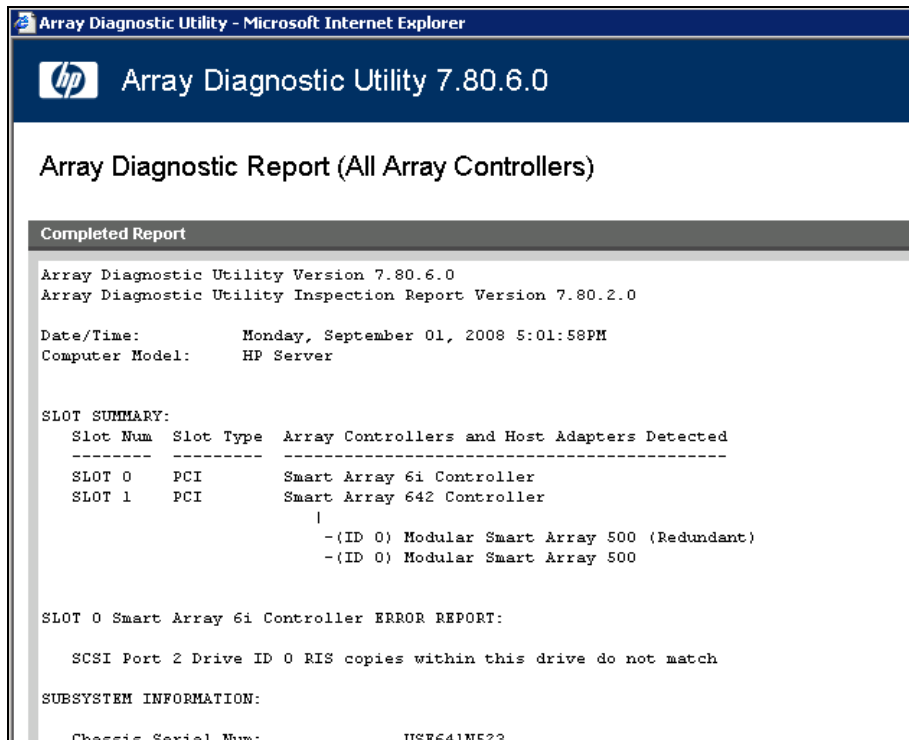 Array Diagnostic Utility - Microsoft Internet Explorer
hp Array Diagnostic Utility 7.80.6.0
Array Diagnostic Report (All Array Controllers)
Completed Report
Array Diagnostic Utility Version 7.80.6.0
Array Diagnostic Utility Inspection Report Version 7.80.2.0
Date/Time: Monday, September 01, 2008 5:01:58PM
Computer Model: HP Server
SLOT SUMMARY:
Slot Num Slot Type Array Controllers and Host Adapters Detected
-------- --------- --------------------------------------------
SLOT 0 PCI Smart Array 6i Controller
SLOT 1 PCI Smart Array 642 Controller
|
-(ID 0) Modular Smart Array 500 (Redundant)
-(ID 0) Modular Smart Array 500
SLOT 0 Smart Array 6i Controller ERROR REPORT:
SCSI Port 2 Drive ID 0 RIS copies within this drive do not match
SUBSYSTEM INFORMATION:
Chassis Serial Num: